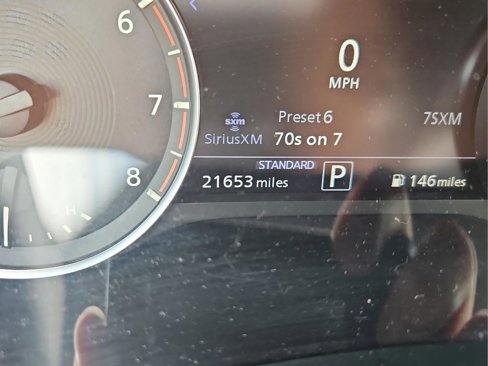 6
0
MPH
7
sxm
Preset 6
7SXM
SiriusXM
70s on 7
STANDARD
8
21653 miles
P
146 miles
H